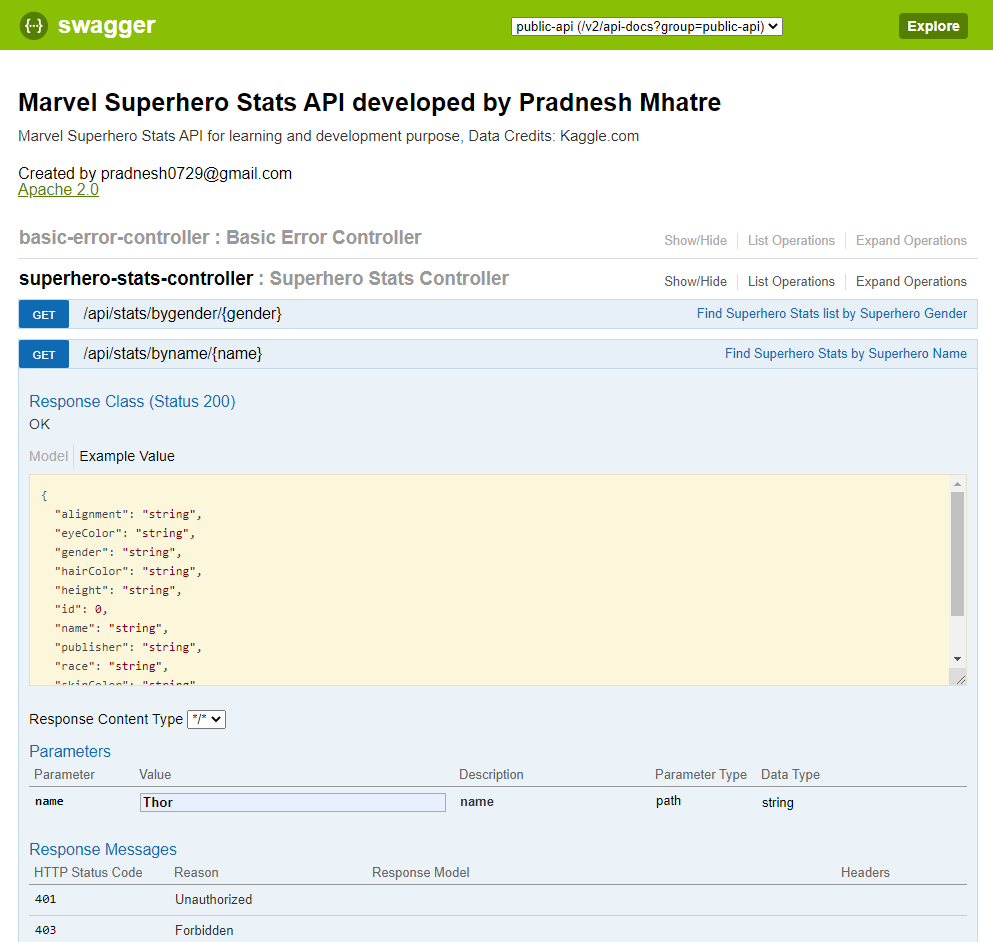 {···} swagger public-api (/v2/api-docs?group=public-api) Explore
Marvel Superhero Stats API developed by Pradnesh Mhatre
Marvel Superhero Stats API for learning and development purpose, Data Credits: Kaggle.com
Created by pradnesh0729@gmail.com
Apache 2.0
basic-error-controller : Basic Error Controller Show/Hide List Operations Expand Operations
superhero-stats-controller : Superhero Stats Controller Show/Hide List Operations Expand Operations
GET /api/stats/bygender/{gender} Find Superhero Stats list by Superhero Gender
GET /api/stats/byname/{name} Find Superhero Stats by Superhero Name
Response Class (Status 200)
OK
Model Example Value
{
"alignment": "string",
"eyeColor": "string",
"gender": "string",
"hairColor": "string",
"height": "string",
"id": 0,
"name": "string",
"publisher": "string",
"race": "string",
"skinColor": "string"
Response Content Type */*
Parameters
Parameter Value Description Parameter Type Data Type
name Thor name path string
Response Messages
HTTP Status Code Reason Response Model Headers
401 Unauthorized
403 Forbidden